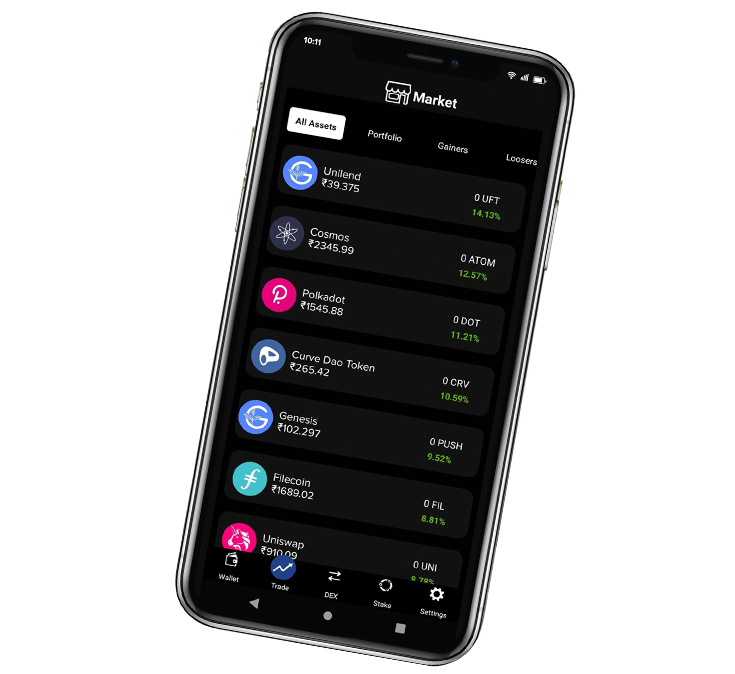 10:11
Market
All Assets
Portfolio
Gainers
Loosers
Unilend
₹39.375
0 UFT
14.13%
Cosmos
₹2345.99
0 ATOM
12.57%
Polkadot
₹1545.88
0 DOT
11.21%
Curve Dao Token
₹265.42
0 CRV
10.59%
Genesis
₹102.297
0 PUSH
9.52%
Filecoin
₹1689.02
0 FIL
8.81%
Uniswap
₹910.09
0 UNI
8.78%
Wallet
Trade
DEX
Stake
Settings